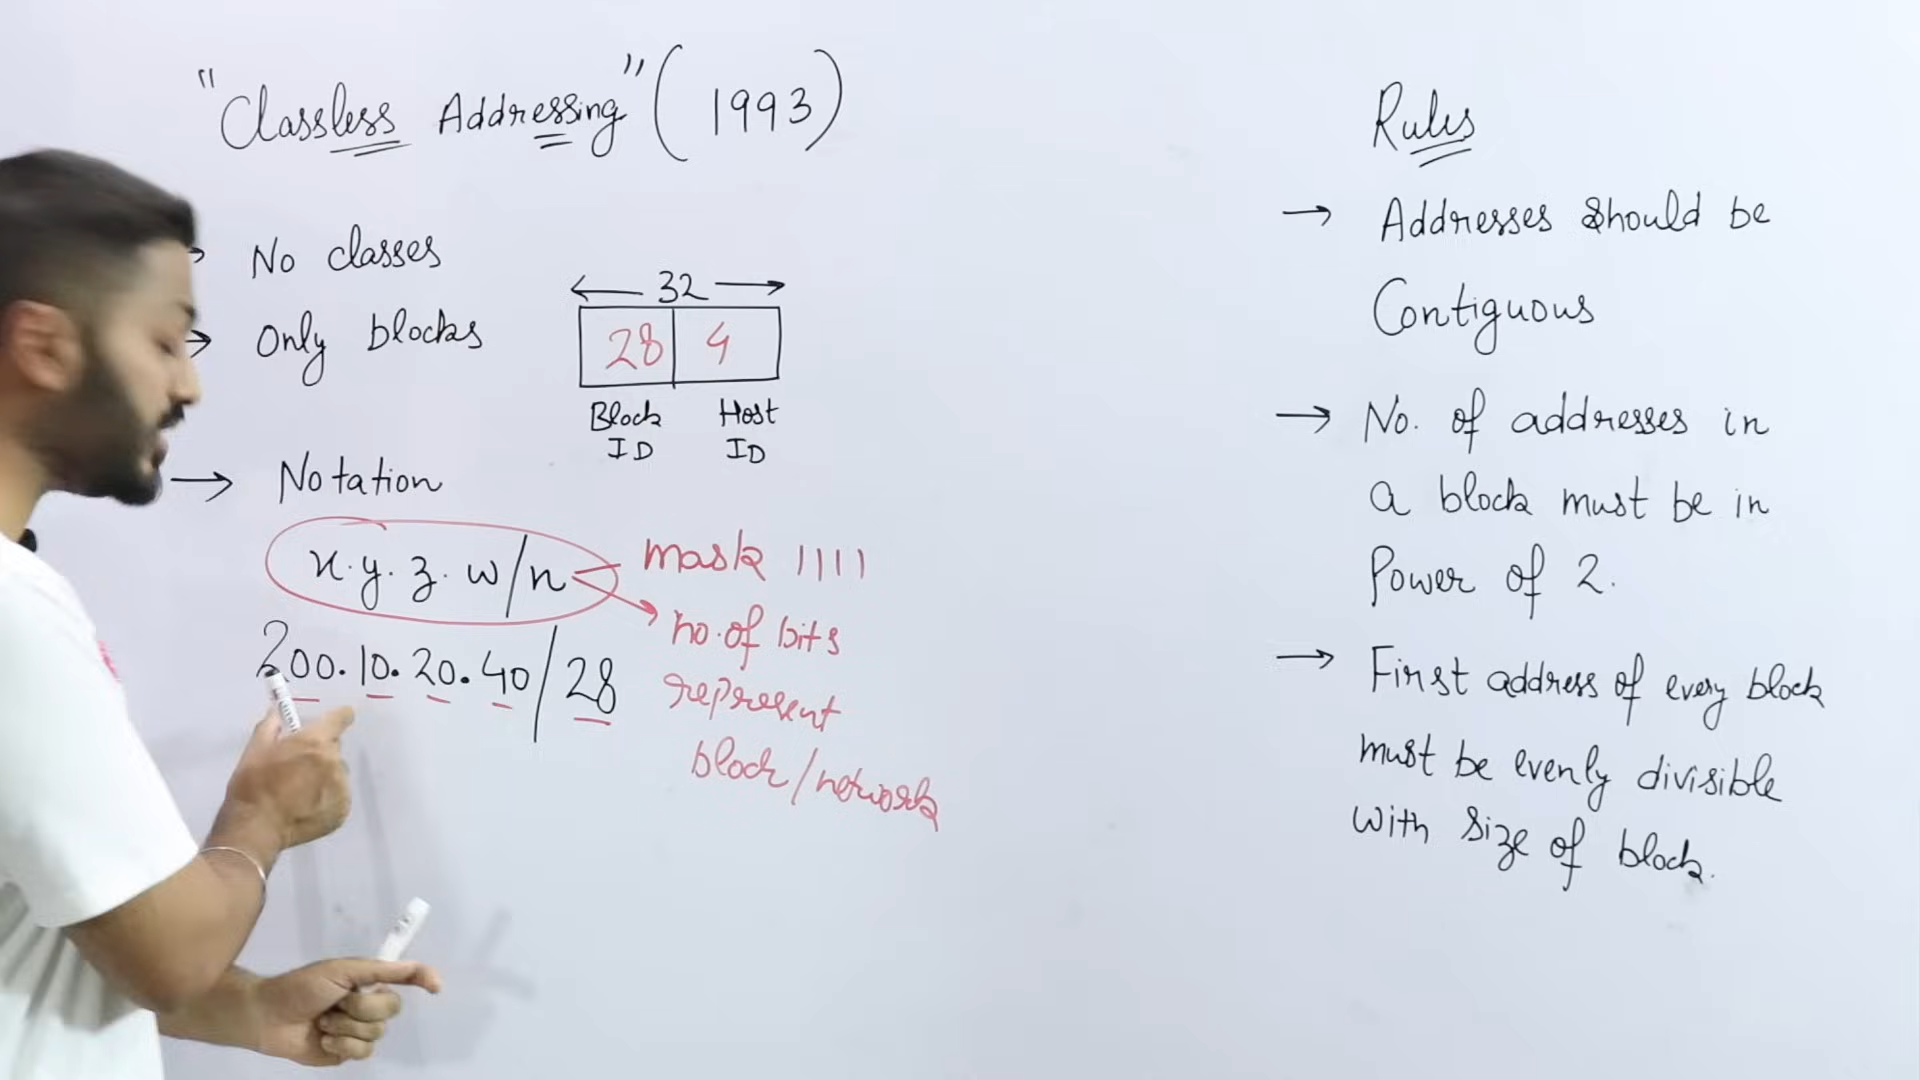 "Classless Addressing" (1993)
No classes
Only blocks
32
28 4
Block Host
ID ID
Notation
x.y.z.w/n
mask 1111
no. of bits
represent
block/network
200.10.20.40/28
Rules
Addresses should be
Contiguous
No. of addresses in
a block must be in
Power of 2.
First address of every block
must be evenly divisible
with size of block.